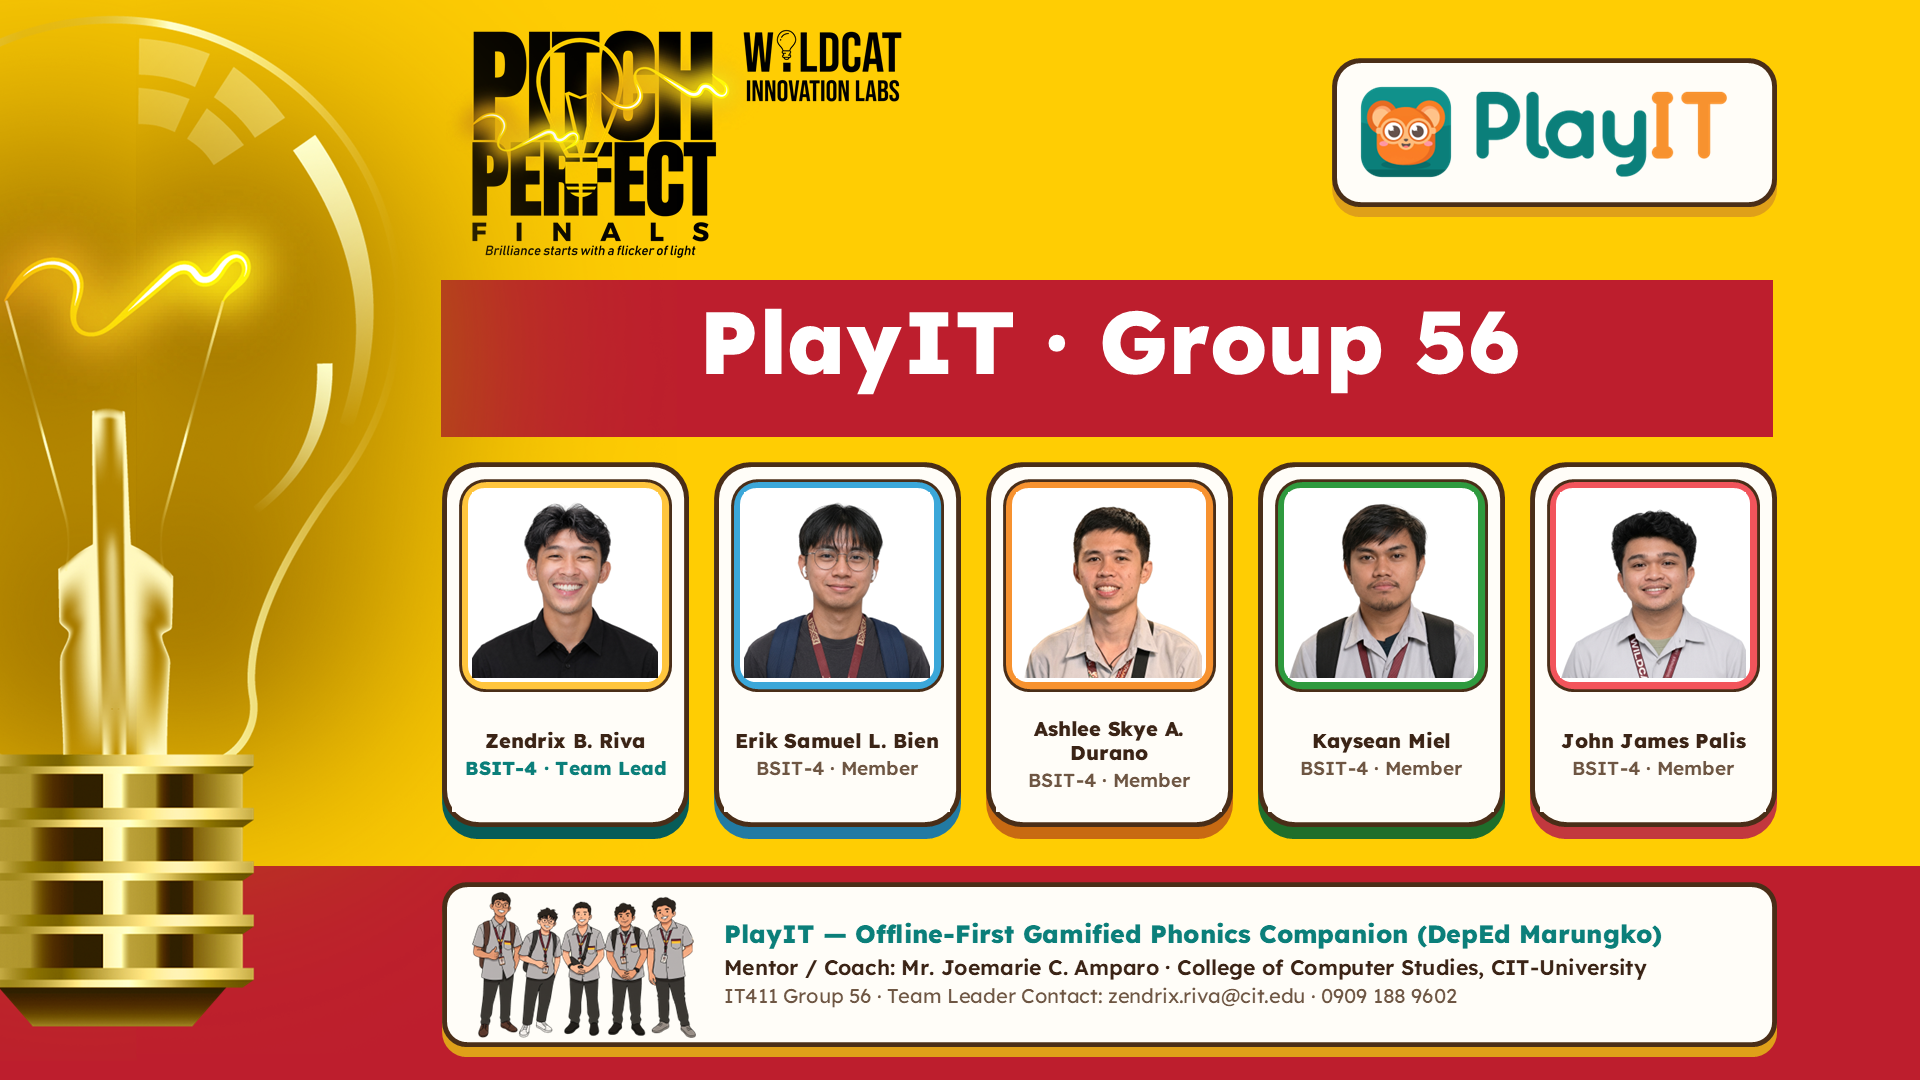 PITCH
PERFECT
FINALS
Brilliance starts with a flicker of light
WILDCAT
INNOVATION LABS
PlayIT
PlayIT · Group 56
Zendrix B. Riva
BSIT-4 · Team Lead
Erik Samuel L. Bien
BSIT-4 · Member
Ashlee Skye A.
Durano
BSIT-4 · Member
Kaysean Miel
BSIT-4 · Member
John James Palis
BSIT-4 · Member
PlayIT — Offline-First Gamified Phonics Companion (DepEd Marungko)
Mentor / Coach: Mr. Joemarie C. Amparo · College of Computer Studies, CIT-University
IT411 Group 56 · Team Leader Contact: zendrix.riva@cit.edu · 0909 188 9602